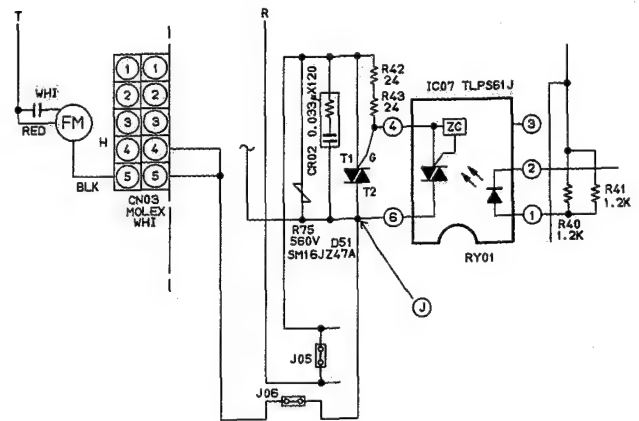 T
R
WHI
RED
FM
BLK
H
1 1
2 2
3 3
4 4
5 5
CN03
MOLEX
WHI
CR02 0.033µX120
R42
24
R43
24
T1
G
T2
R75
560V
D51
SM16JZ47A
J
J05
J06
IC07 TLP561J
ZC
4
6
3
2
1
RY01
R40
1.2K
R41
1.2K